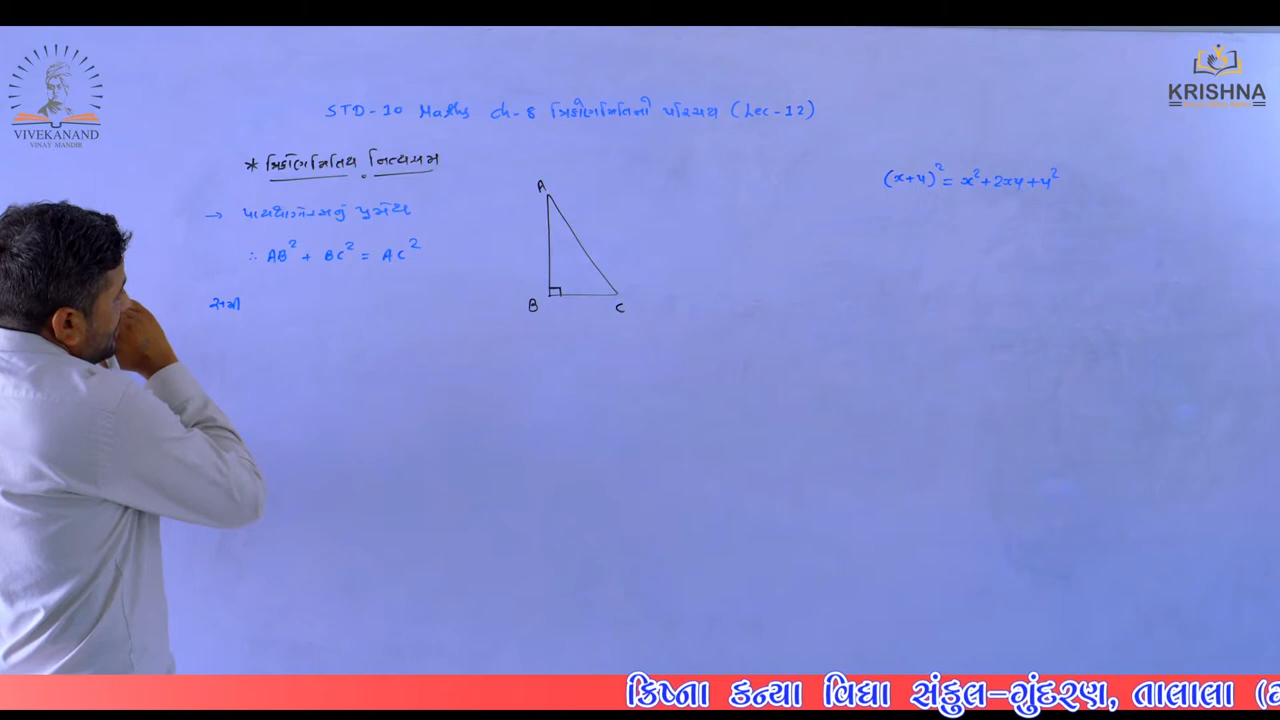 VIVEKANAND
VINAY MANDIR
KRISHNA
STD-10 Maths ch-8 ત્રિકોણમિતિનો પરિચય (Lec-12)
* ત્રિકોણમિતિય નિત્યસમ
→ પાયથાગોરસનું પ્રમેય
∴ AB² + BC² = AC²
સમી
A
B
C
(x+y)² = x²+2xy+y²
ક્રિષ્ના કન્યા વિદ્યા સંકુલ-ગુંદરણ, તાલાલા